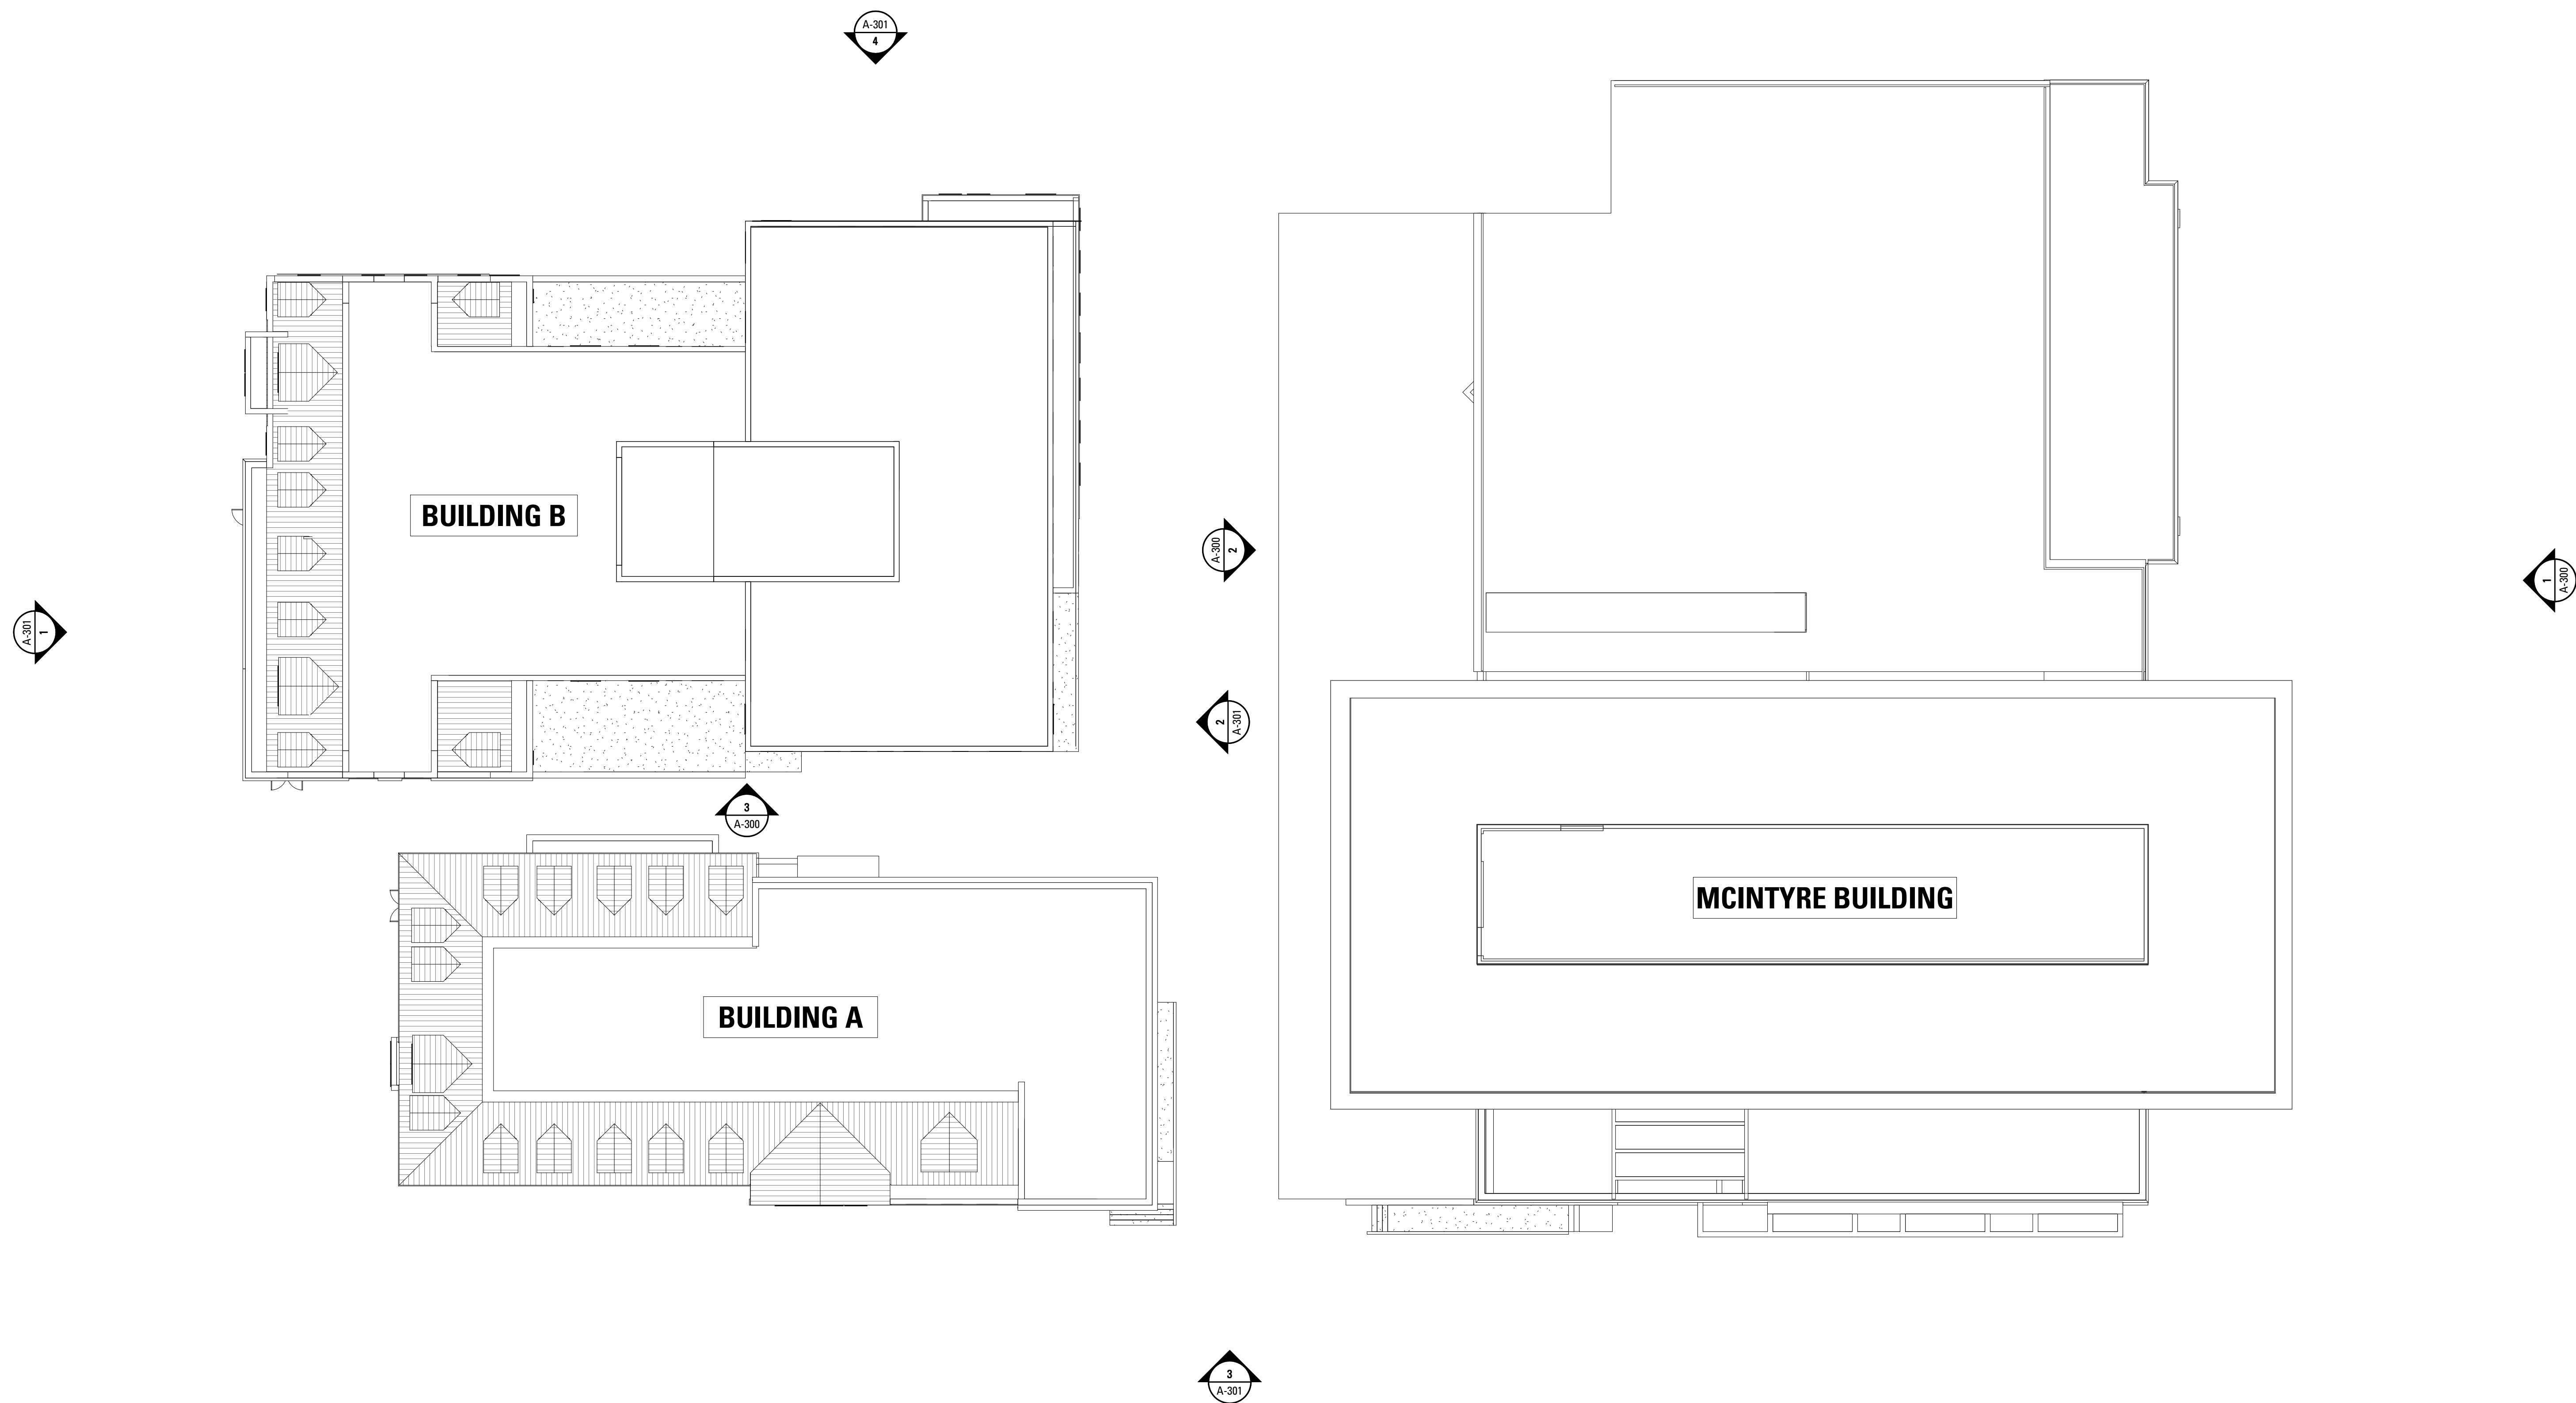 A-301
4
BUILDING B
A-300
2
1
A-300
A-301
1
2
A-301
3
A-300
MCINTYRE BUILDING
BUILDING A
3
A-301